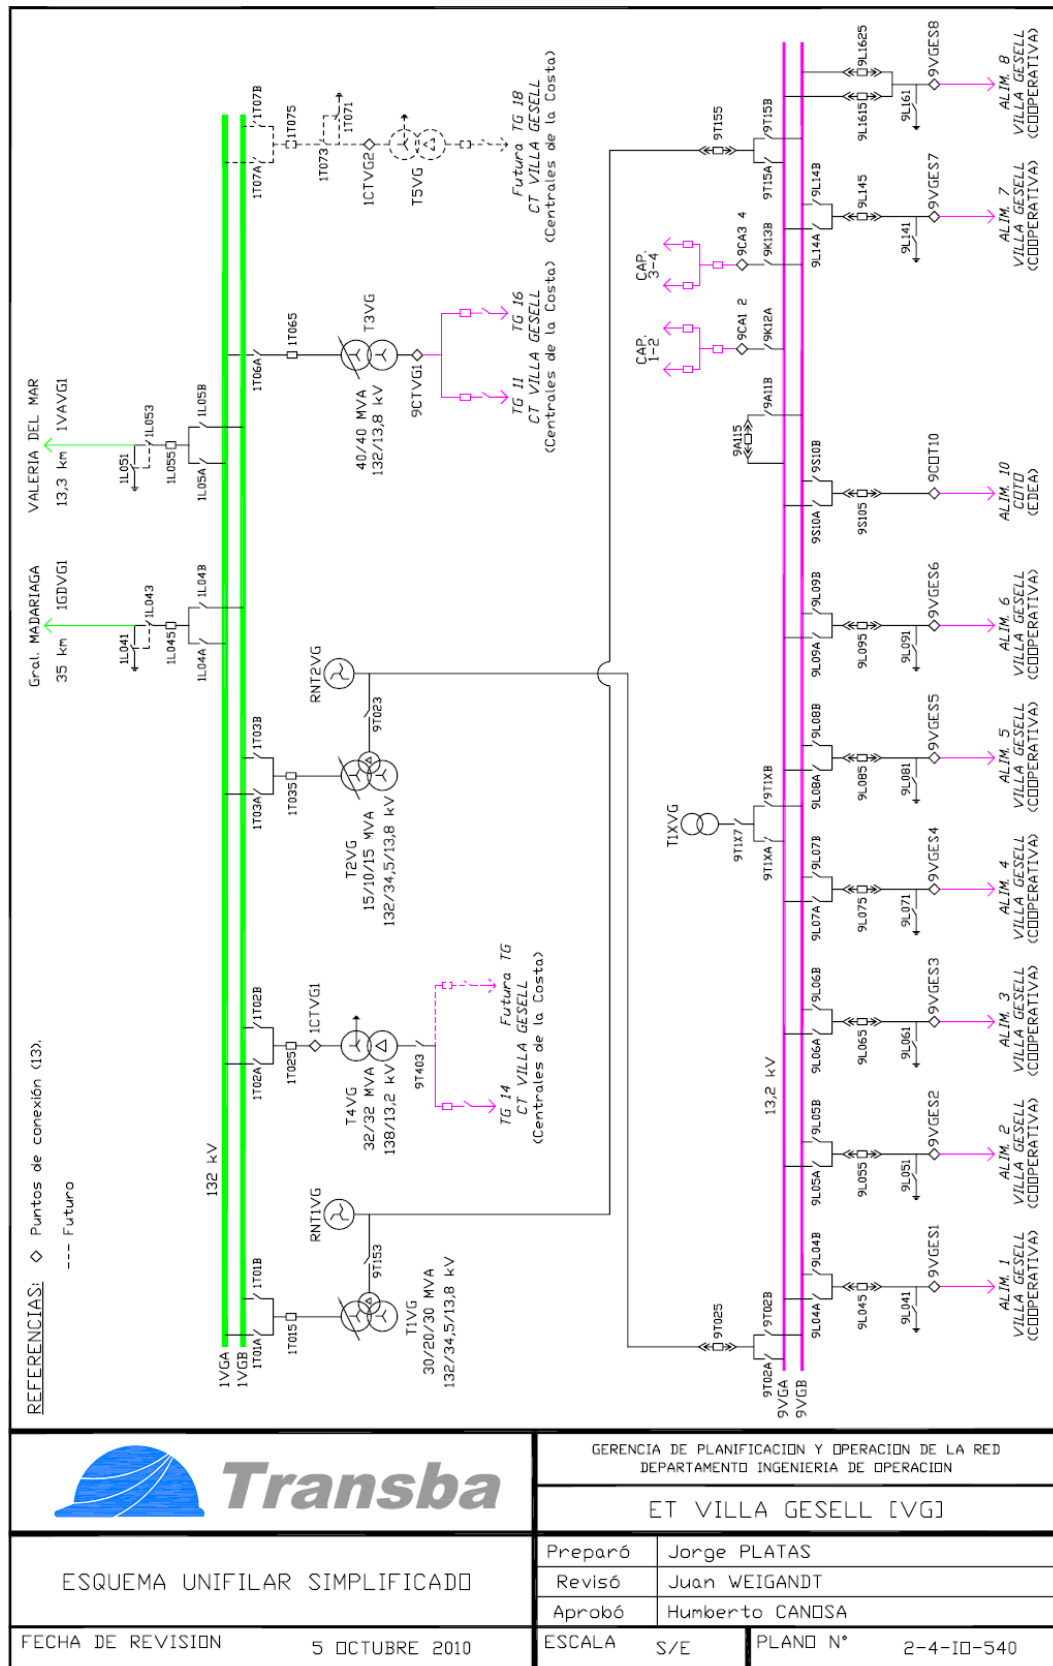 REFERENCIAS:
◇ Puntos de conexión (13).
--- Futuro
132 kV
1VGA
1VGB
1T01A
1T01B
1T015
T1VG
30/20/30 MVA
132/34,5/13,8 kV
9T153
RNT1VG
1T02A
1T02B
1T025
1CTVG1
T4VG
32/32 MVA
138/13,2 kV
9T403
TG 14
Futura TG
CT VILLA GESELL
(Centrales de la Costa)
1T03A
1T03B
1T035
T2VG
15/10/15 MVA
132/34,5/13,8 kV
9T023
RNT2VG
Gral. MADARIAGA
35 km
1GDVG1
1L041
1L043
1L045
1L04A
1L04B
VALERIA DEL MAR
13,3 km
1VAVG1
1L051
1L053
1L055
1L05A
1L05B
1T06A
1T065
T3VG
40/40 MVA
132/13,8 kV
9CTVG1
TG 11
TG 16
CT VILLA GESELL
(Centrales de la Costa)
1T07A
1T07B
1T075
1T073
1T071
1CTVG2
T5VG
Futura TG 18
CT VILLA GESELL
(Centrales de la Costa)
13,2 kV
9VGA
9VGB
9T02A
9T02B
9T025
9L04A
9L04B
9L045
9L041
9VGES1
ALIM. 1
VILLA GESELL
(COOPERATIVA)
9L05A
9L05B
9L055
9L051
9VGES2
ALIM. 2
VILLA GESELL
(COOPERATIVA)
9L06A
9L06B
9L065
9L061
9VGES3
ALIM. 3
VILLA GESELL
(COOPERATIVA)
9L07A
9L07B
9L075
9L071
9VGES4
ALIM. 4
VILLA GESELL
(COOPERATIVA)
T1XVG
9T1X7
9T1XA
9T1XB
9L08A
9L08B
9L085
9L081
9VGES5
ALIM. 5
VILLA GESELL
(COOPERATIVA)
9L09A
9L09B
9L095
9L091
9VGES6
ALIM. 6
VILLA GESELL
(COOPERATIVA)
9S10A
9S10B
9S105
9COT10
ALIM. 10
COTO
(EDEA)
9A115
9A11B
CAP.
1-2
9CA1 2
9K12A
CAP.
3-4
9CA3 4
9K13B
9L14A
9L14B
9L145
9L141
9VGES7
ALIM. 7
VILLA GESELL
(COOPERATIVA)
9T155
9T15A
9T15B
9L1615
9L1625
9L161
9VGES8
ALIM. 8
VILLA GESELL
(COOPERATIVA)
Transba
GERENCIA DE PLANIFICACION Y OPERACION DE LA RED
DEPARTAMENTO INGENIERIA DE OPERACION
ET VILLA GESELL [VG]
ESQUEMA UNIFILAR SIMPLIFICADO
Preparó Jorge PLATAS
Revisó Juan WEIGANDT
Aprobó Humberto CANOSA
FECHA DE REVISION 5 OCTUBRE 2010
ESCALA S/E
PLANO N° 2-4-IO-540